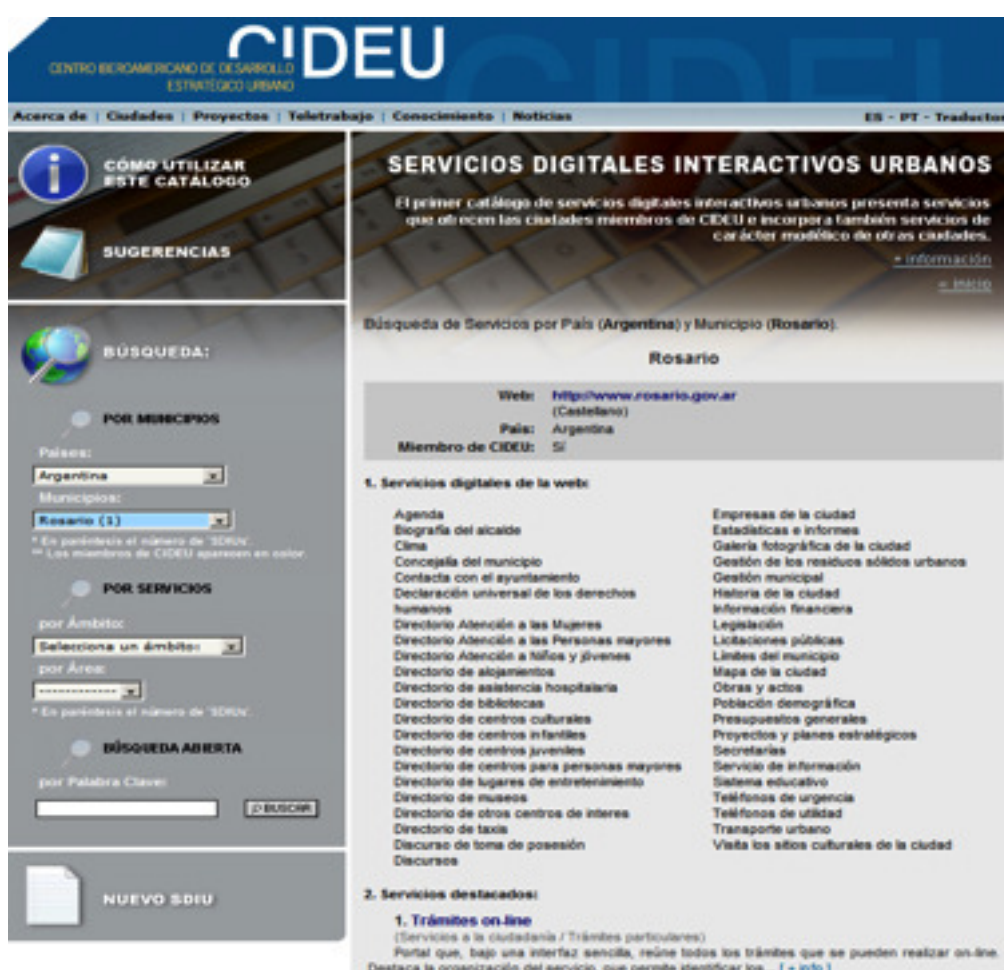 CIDEU
CENTRO IBEROAMERICANO DE DESARROLLO
ESTRATÉGICO URBANO
Acerca de | Ciudades | Proyectos | Teletrabajo | Conocimiento | Noticias
ES - PT - Traductor
CÓMO UTILIZAR
ESTE CATÁLOGO
SUGERENCIAS
SERVICIOS DIGITALES INTERACTIVOS URBANOS
El primer catálogo de servicios digitales interactivos urbanos presenta servicios
que ofrecen las ciudades miembros de CIDEU e incorpora también servicios de
carácter modélico de otras ciudades.
+ información
< inicio
BÚSQUEDA:
POR MUNICIPIOS
Países:
Argentina
Municipios:
Rosario (1)
* En paréntesis el número de 'SDIUs'.
** Los miembros de CIDEU aparecen en color.
POR SERVICIOS
por Ámbito:
Selecciona un ámbito:
por Área:
-------------
* En paréntesis el número de 'SDIUs'.
BÚSQUEDA ABIERTA
por Palabra Clave:
BUSCAR
NUEVO SDIU
Búsqueda de Servicios por País (Argentina) y Municipio (Rosario).
Rosario
Web: http://www.rosario.gov.ar
(Castellano)
País: Argentina
Miembro de CIDEU: Sí
1. Servicios digitales de la web:
Agenda
Biografía del alcalde
Clima
Concejalía del municipio
Contacta con el ayuntamiento
Declaración universal de los derechos
humanos
Directorio Atención a las Mujeres
Directorio Atención a las Personas mayores
Directorio Atención a Niños y jóvenes
Directorio de alojamientos
Directorio de asistencia hospitalaria
Directorio de bibliotecas
Directorio de centros culturales
Directorio de centros infantiles
Directorio de centros juveniles
Directorio de centros para personas mayores
Directorio de lugares de entretenimiento
Directorio de museos
Directorio de otros centros de interes
Directorio de taxis
Discurso de toma de posesión
Discursos
Empresas de la ciudad
Estadísticas e informes
Galería fotográfica de la ciudad
Gestión de los residuos sólidos urbanos
Gestión municipal
Historia de la ciudad
Información financiera
Legislación
Licitaciones públicas
Límites del municipio
Mapa de la ciudad
Obras y actos
Población demográfica
Presupuestos generales
Proyectos y planes estratégicos
Secretarías
Servicio de información
Sistema educativo
Teléfonos de urgencia
Teléfonos de utilidad
Transporte urbano
Visita los sitios culturales de la ciudad
2. Servicios destacados:
1. Trámites on-line
(Servicios a la ciudadanía / Trámites particulares)
Portal que, bajo una interfaz sencilla, reúne todos los trámites que se pueden realizar on-line.
Destaca la organización del servicio, que permite identificar los... [ + info ]